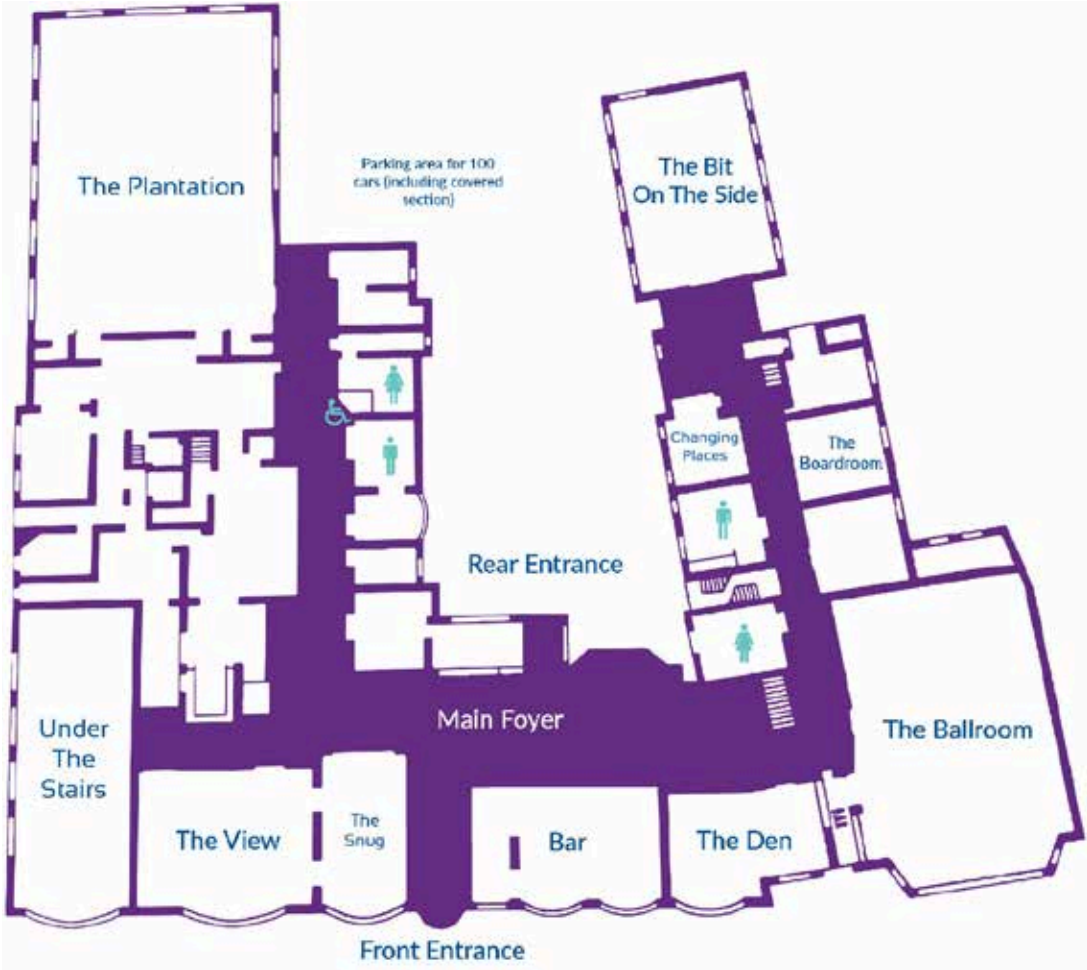 The Plantation
Parking area for 100
cars (including covered
section)
The Bit
On The Side
Changing
Places
The
Boardroom
Rear Entrance
Main Foyer
Under
The
Stairs
The View
The
Snug
Bar
The Den
The Ballroom
Front Entrance